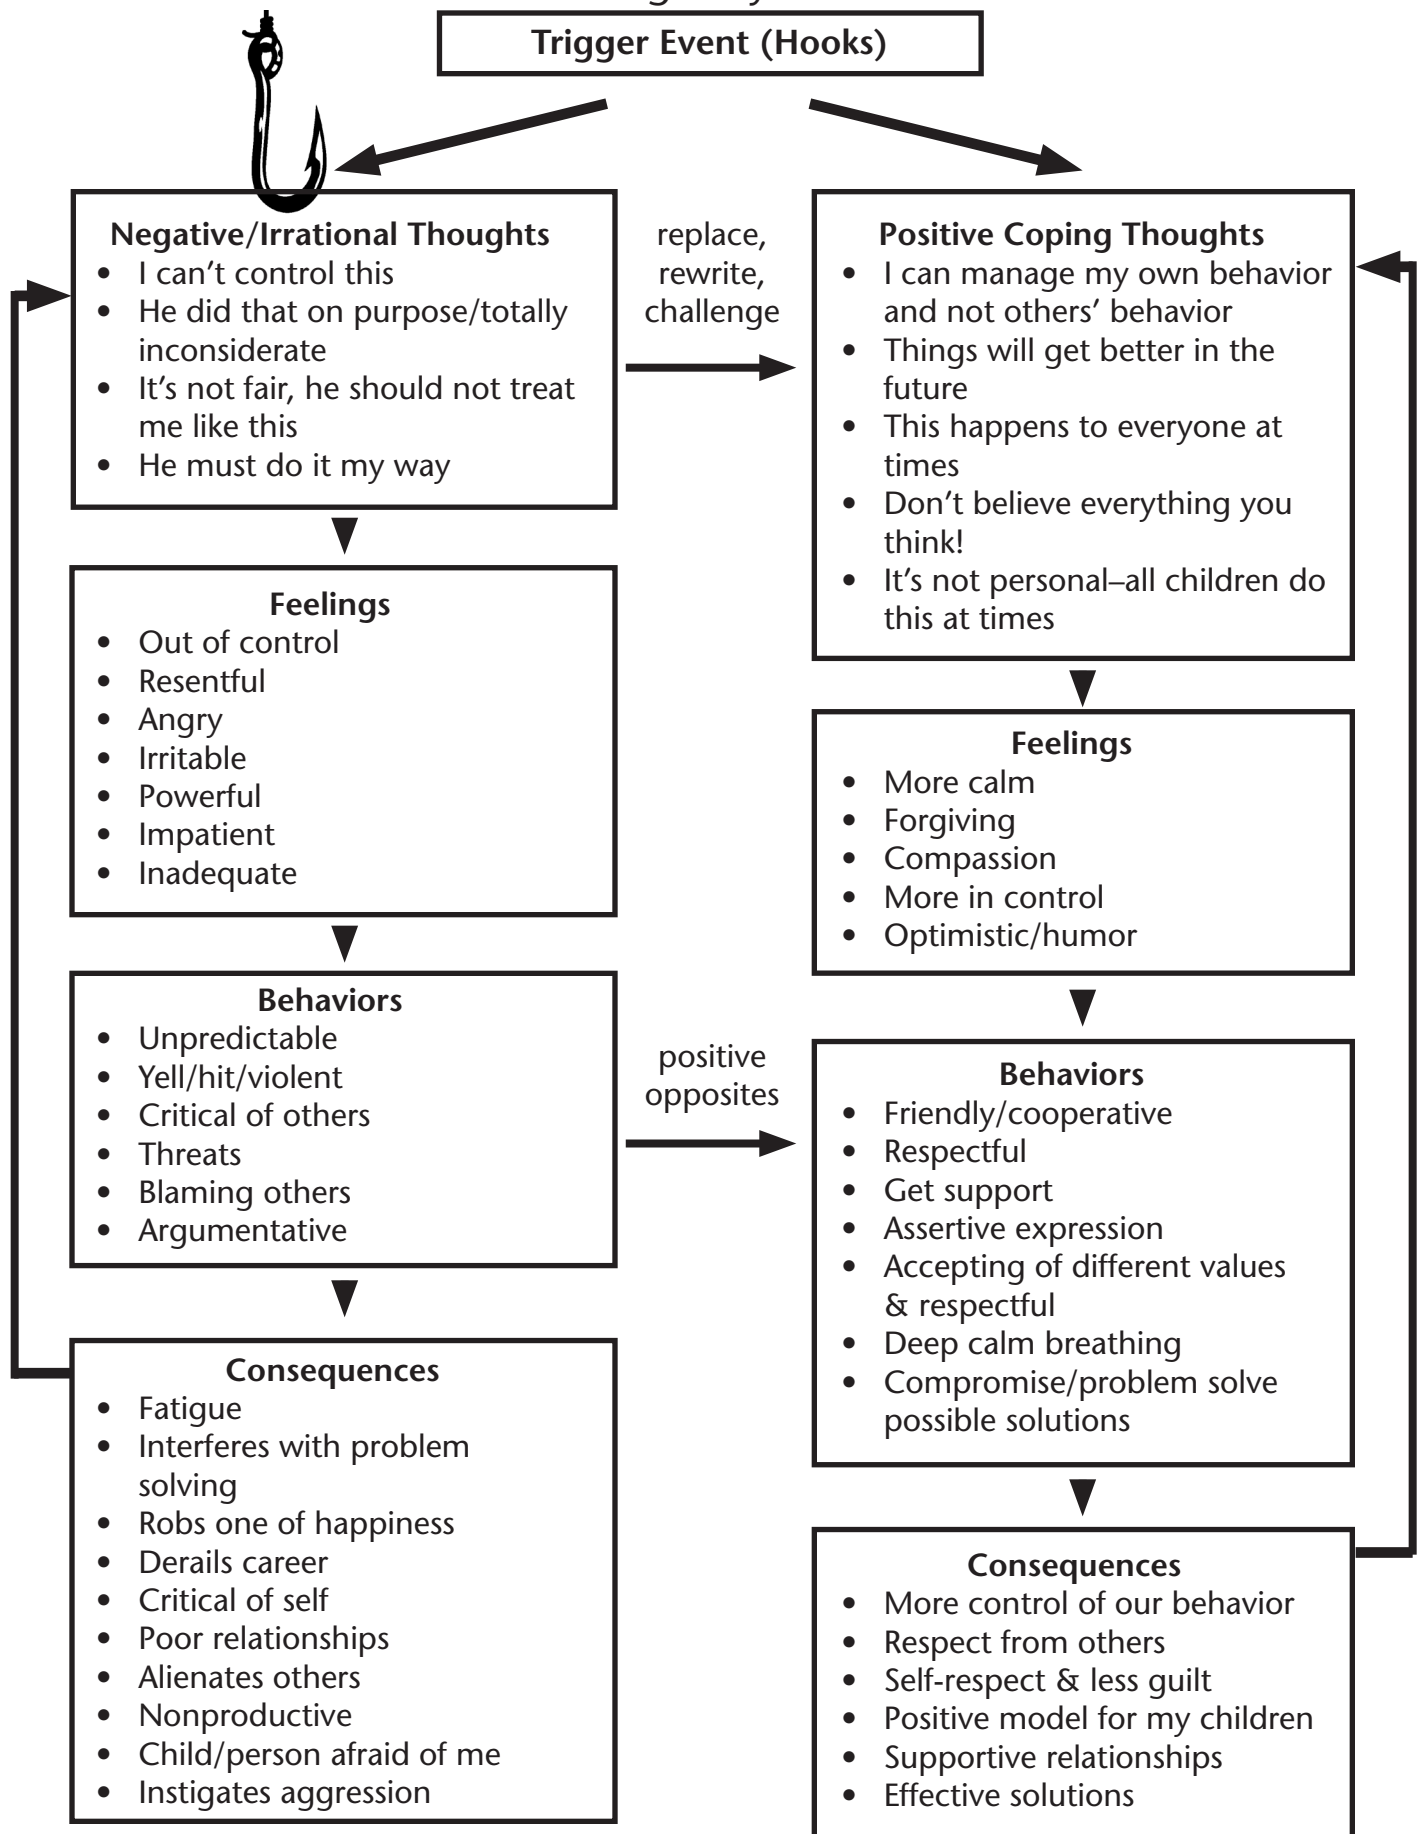 Trigger Event (Hooks)
Negative/Irrational Thoughts
• I can't control this
• He did that on purpose/totally
inconsiderate
• It's not fair, he should not treat
me like this
• He must do it my way
replace,
rewrite,
challenge
Positive Coping Thoughts
• I can manage my own behavior
and not others' behavior
• Things will get better in the
future
• This happens to everyone at
times
• Don't believe everything you
think!
• It's not personal–all children do
this at times
Feelings
• Out of control
• Resentful
• Angry
• Irritable
• Powerful
• Impatient
• Inadequate
Feelings
• More calm
• Forgiving
• Compassion
• More in control
• Optimistic/humor
Behaviors
• Unpredictable
• Yell/hit/violent
• Critical of others
• Threats
• Blaming others
• Argumentative
positive
opposites
Behaviors
• Friendly/cooperative
• Respectful
• Get support
• Assertive expression
• Accepting of different values
& respectful
• Deep calm breathing
• Compromise/problem solve
possible solutions
Consequences
• Fatigue
• Interferes with problem
solving
• Robs one of happiness
• Derails career
• Critical of self
• Poor relationships
• Alienates others
• Nonproductive
• Child/person afraid of me
• Instigates aggression
Consequences
• More control of our behavior
• Respect from others
• Self-respect & less guilt
• Positive model for my children
• Supportive relationships
• Effective solutions